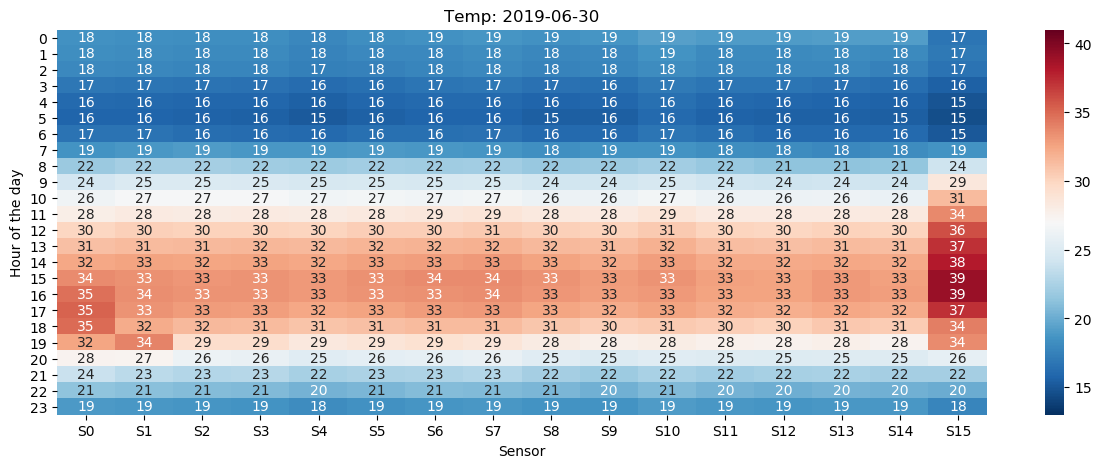 Temp: 2019-06-30
0 18 18 18 18 18 18 19 19 19 19 19 19 19 19 19 17
1 18 18 18 18 18 18 18 18 18 18 19 18 18 18 18 17
2 18 18 18 18 17 18 18 18 18 18 18 18 18 18 18 17
3 17 17 17 17 16 16 17 17 17 16 17 17 17 17 16 16
4 16 16 16 16 16 16 16 16 16 16 16 16 16 16 16 15
5 16 16 16 16 15 16 16 16 15 16 16 16 16 16 15 15
6 17 17 16 16 16 16 16 17 16 16 17 16 16 16 16 15
7 19 19 19 19 19 19 19 19 18 19 19 18 18 18 18 19
8 22 22 22 22 22 22 22 22 22 22 22 22 21 21 21 24
9 24 25 25 25 25 25 25 25 24 24 25 24 24 24 24 29
10 26 27 27 27 27 27 27 27 26 26 27 26 26 26 26 31
11 28 28 28 28 28 28 29 29 28 28 29 28 28 28 28 34
12 30 30 30 30 30 30 30 31 30 30 31 30 30 30 30 36
13 31 31 31 32 32 32 32 32 32 31 32 31 31 31 31 37
14 32 33 32 33 32 33 33 33 33 32 33 32 32 32 32 38
15 34 33 33 33 33 33 34 34 33 33 33 33 33 33 33 39
16 35 34 33 33 33 33 33 34 33 33 33 33 33 33 33 39
17 35 33 33 33 32 33 33 33 33 32 33 32 32 32 32 37
18 35 32 32 31 31 31 31 31 31 30 31 30 30 31 31 34
19 32 34 29 29 29 29 29 29 28 28 28 28 28 28 28 34
20 28 27 26 26 25 26 26 26 25 25 25 25 25 25 25 26
21 24 23 23 23 22 23 23 23 22 22 22 22 22 22 22 22
22 21 21 21 21 20 21 21 21 21 20 21 20 20 20 20 20
23 19 19 19 19 18 19 19 19 19 19 19 19 19 19 19 18
S0 S1 S2 S3 S4 S5 S6 S7 S8 S9 S10 S11 S12 S13 S14 S15
Sensor
Hour of the day
40
35
30
25
20
15